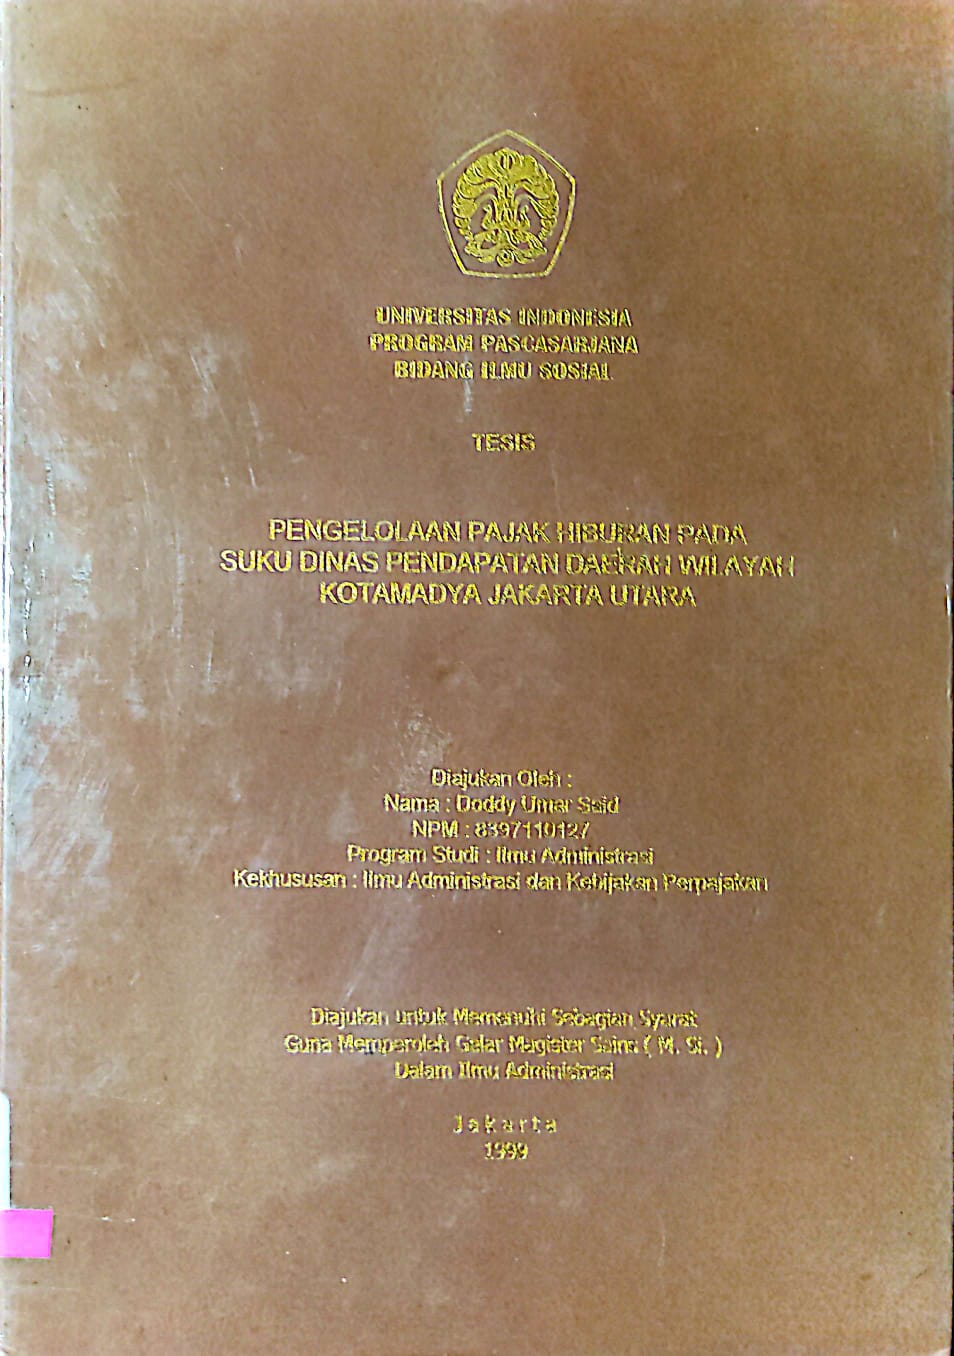 UNIVERSITAS INDONESIA
PROGRAM PASCASARJANA
BIDANG ILMU SOSIAL
TESIS
PENGELOLAAN PAJAK HIBURAN PADA
SUKU DINAS PENDAPATAN DAERAH WILAYAH
KOTAMADYA JAKARTA UTARA
Diajukan Oleh :
Nama : Doddy Umar Said
NPM : 8397110127
Program Studi : Ilmu Administrasi
Kekhususan : Ilmu Administrasi dan Kebijakan Perpajakan
Diajukan untuk Memenuhi Sebagian Syarat
Guna Memperoleh Gelar Magister Sains ( M. Si. )
Dalam Ilmu Administrasi
J a k a r t a
1999